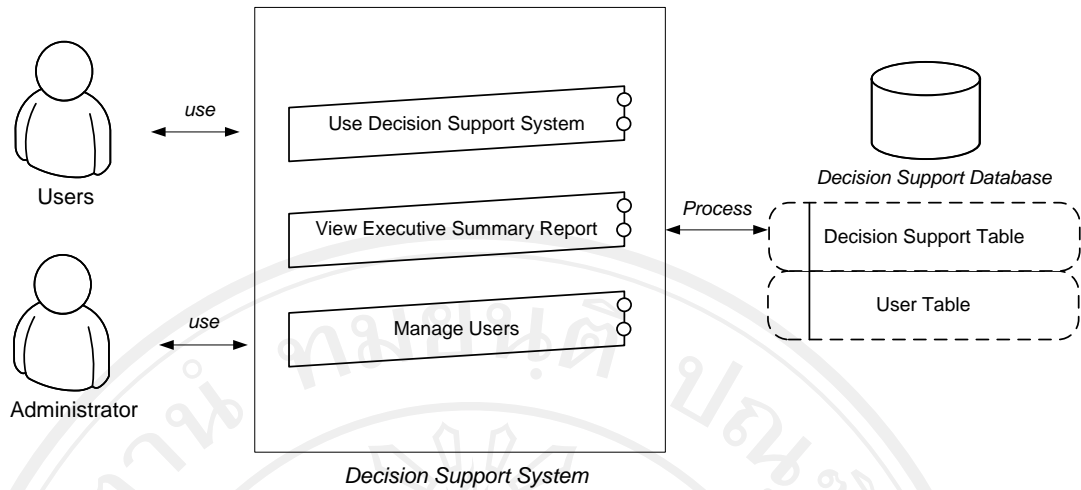 use
Use Decision Support System
Users
Decision Support Database
Process
View Executive Summary Report
Decision Support Table
User Table
use
Manage Users
Administrator
Decision Support System